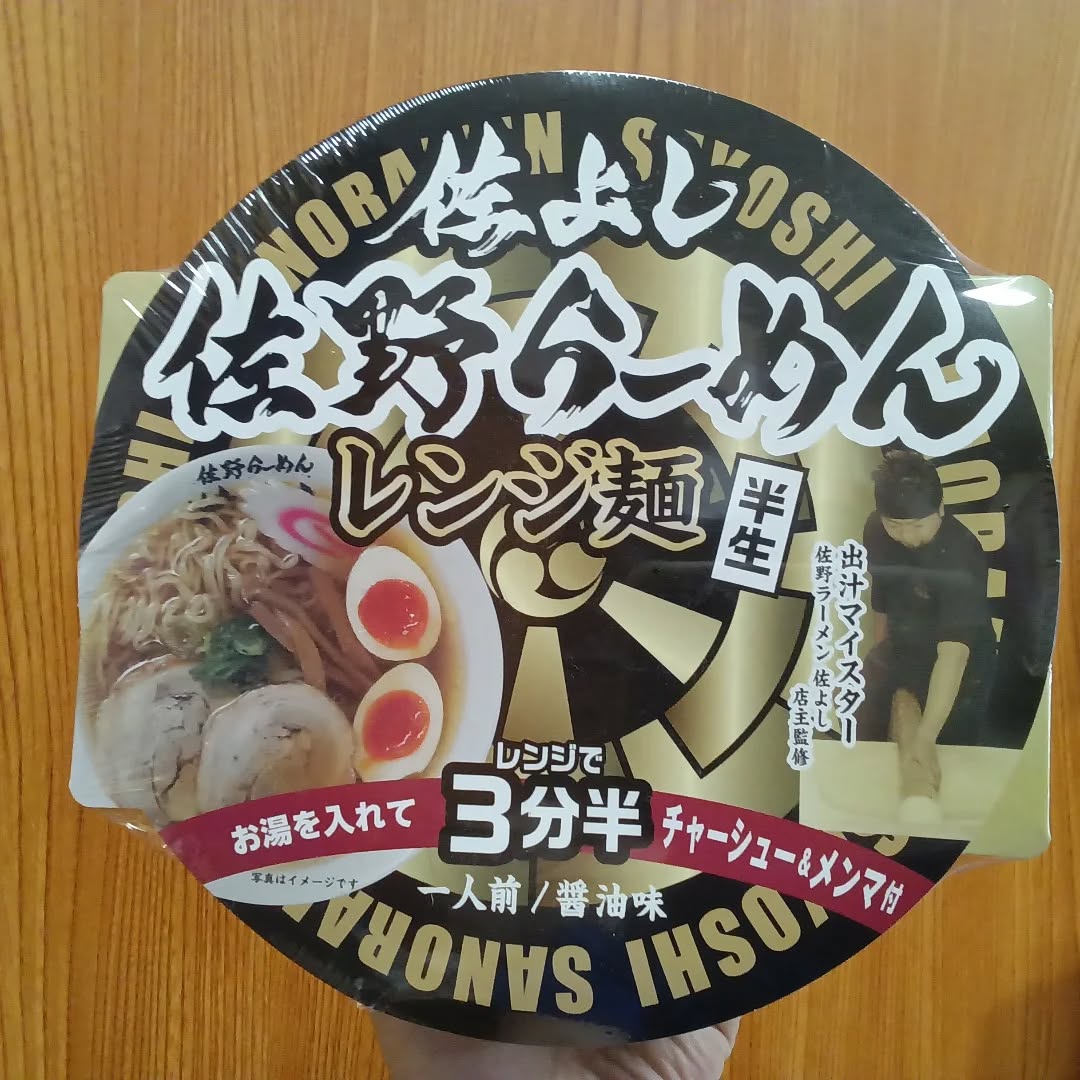 SANORAMEN SAYOSHI
佐よし
佐野らーめん
レンジ麺
半生
佐野らーめん
出汁マイスター
佐野ラーメン 佐よし
店主監修
レンジで
お湯を入れて 3分半 チャーシュー&メンマ付
写真はイメージです
一人前/醤油味
YOSHI SANORA